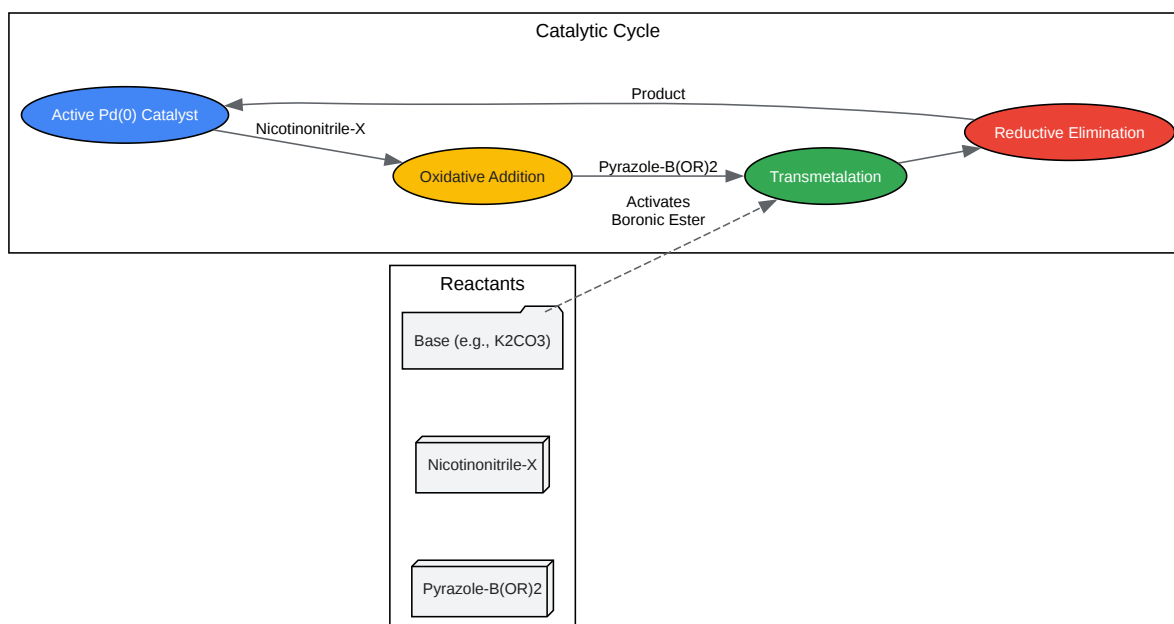 Catalytic Cycle
Active Pd(0) Catalyst
Product
Reductive Elimination
Nicotinonitrile-X
Oxidative Addition
Pyrazole-B(OR)2
Transmetalation
Activates
Boronic Ester
Reactants
Base (e.g., K2CO3)
Nicotinonitrile-X
Pyrazole-B(OR)2